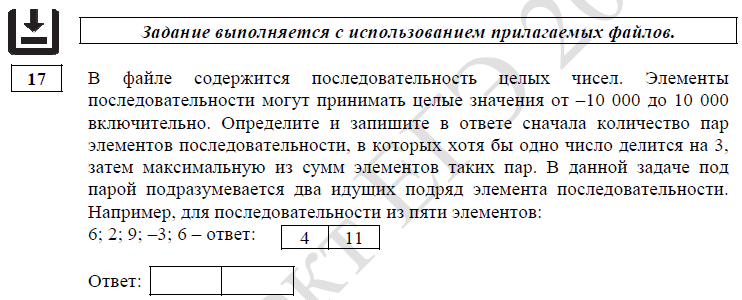 Задание выполняется с использованием прилагаемых файлов.
17
В файле содержится последовательность целых чисел. Элементы
последовательности могут принимать целые значения от –10 000 до 10 000
включительно. Определите и запишите в ответе сначала количество пар
элементов последовательности, в которых хотя бы одно число делится на 3,
затем максимальную из сумм элементов таких пар. В данной задаче под
парой подразумевается два идущих подряд элемента последовательности.
Например, для последовательности из пяти элементов:
6; 2; 9; –3; 6 – ответ: 4 11
Ответ: